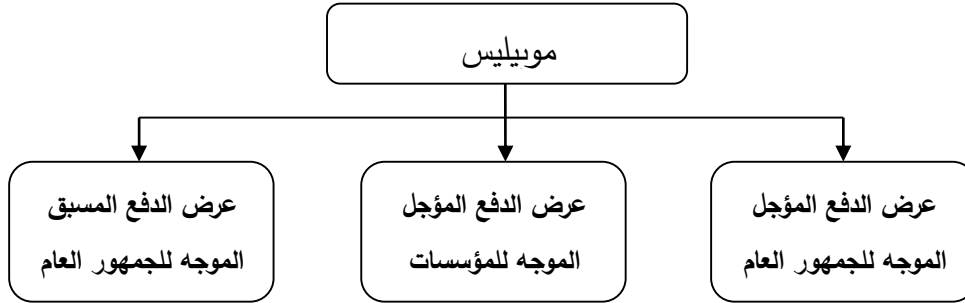 موبيليس
عرض الدفع المؤجل
الموجه للجمهور العام
عرض الدفع المؤجل
الموجه للمؤسسات
عرض الدفع المسبق
الموجه للجمهور العام